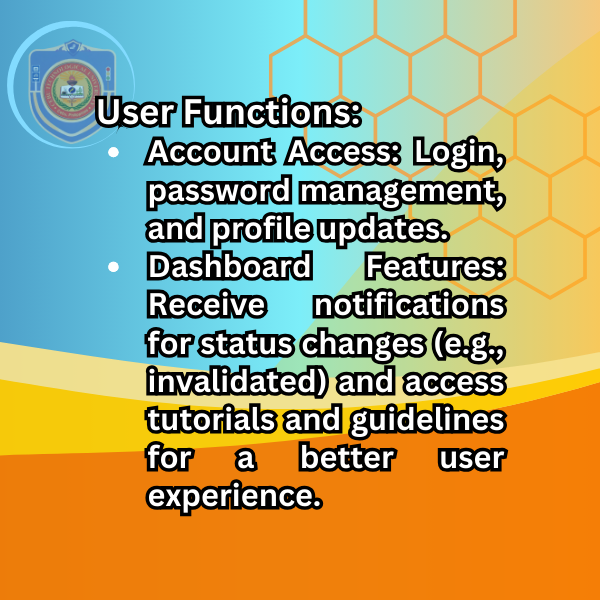 User Functions:
• Account Access: Login,
password management,
and profile updates.
• Dashboard Features:
Receive notifications
for status changes (e.g.,
invalidated) and access
tutorials and guidelines
for a better user
experience.